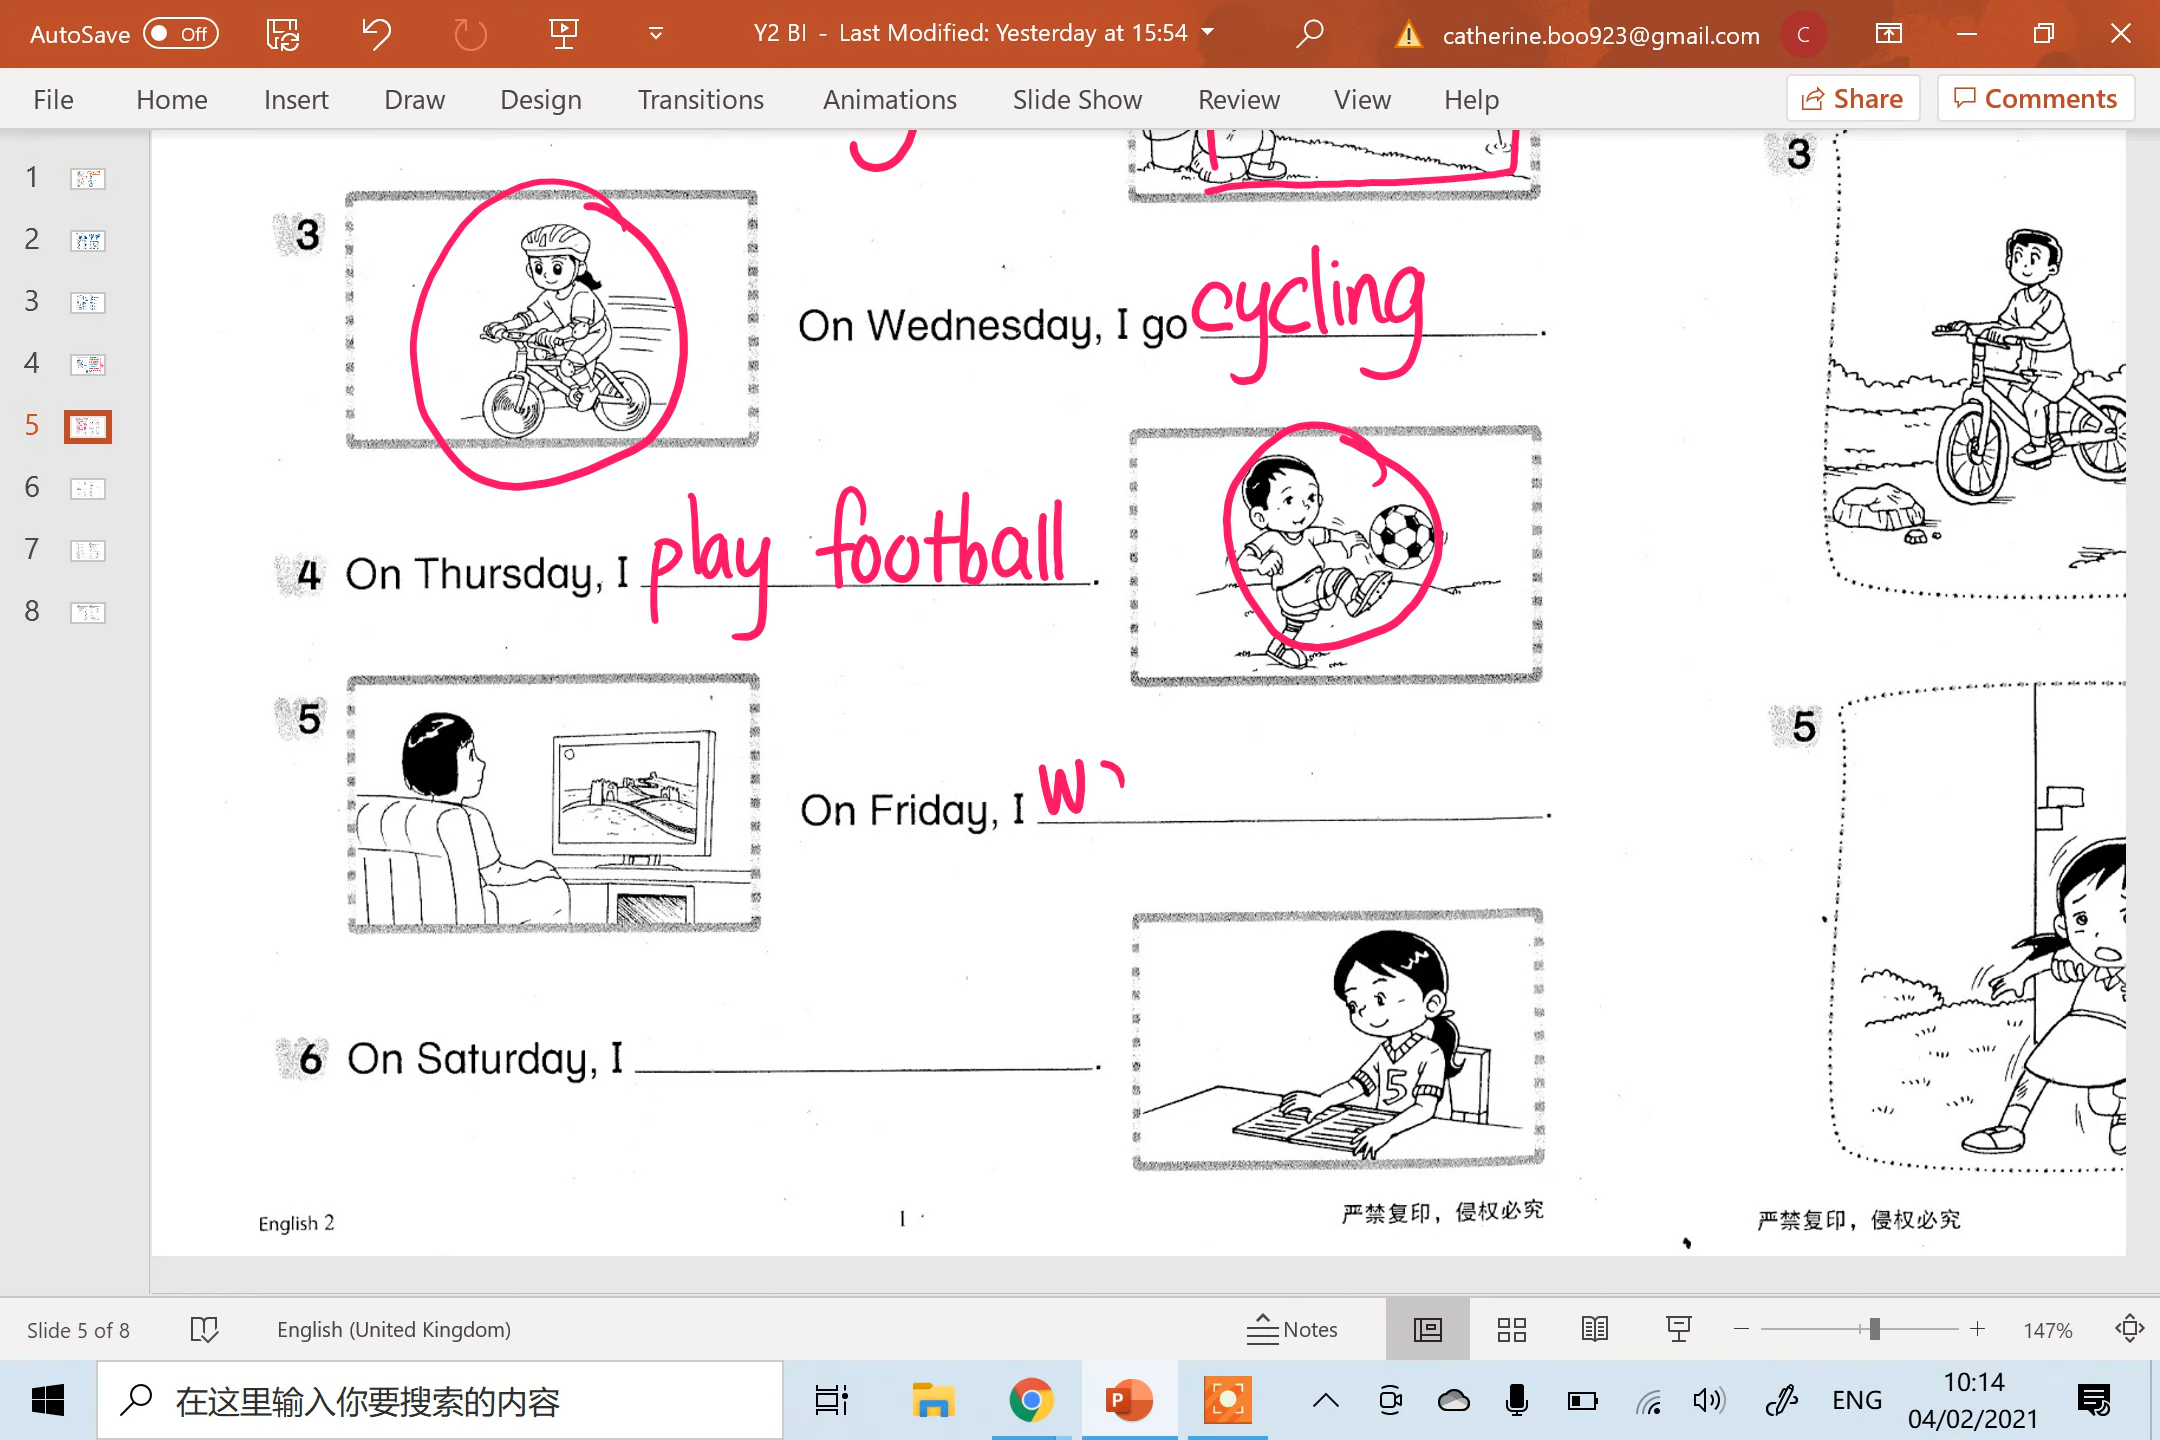 AutoSave Off Y2 BI - Last Modified: Yesterday at 15:54 catherine.boo923@gmail.com C
File Home Insert Draw Design Transitions Animations Slide Show Review View Help Share Comments
1
2
3
4
5
6
7
8
3
On Wednesday, I go cycling.
4 On Thursday, I play football.
5
On Friday, I w
6 On Saturday, I .
5
English 2 1 严禁复印，侵权必究
3
5
严禁复印，侵权必究
Slide 5 of 8 English (United Kingdom) Notes 147%
在这里输入你要搜索的内容 P ENG 10:14
04/02/2021